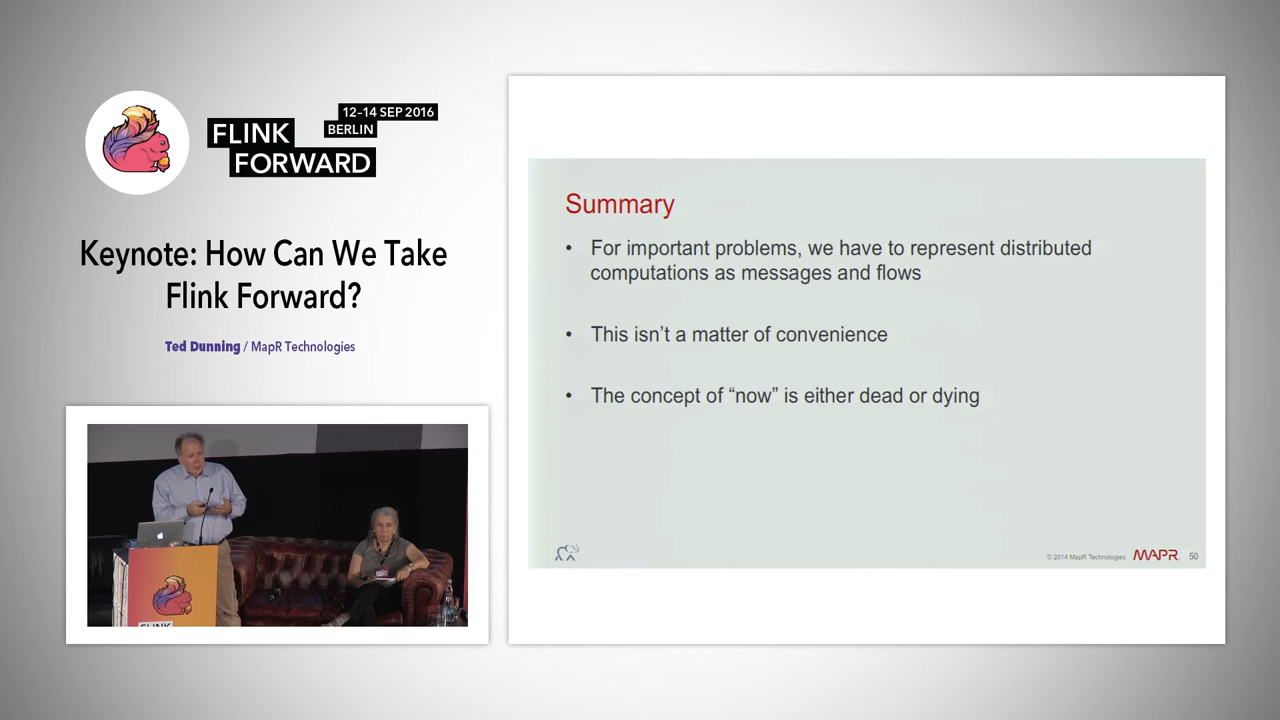 12-14 SEP 2016
BERLIN
FLINK
FORWARD
Keynote: How Can We Take
Flink Forward?
Ted Dunning / MapR Technologies
FLINK
Summary
• For important problems, we have to represent distributed
computations as messages and flows
• This isn’t a matter of convenience
• The concept of “now” is either dead or dying
© 2014 MapR Technologies MAPR 50